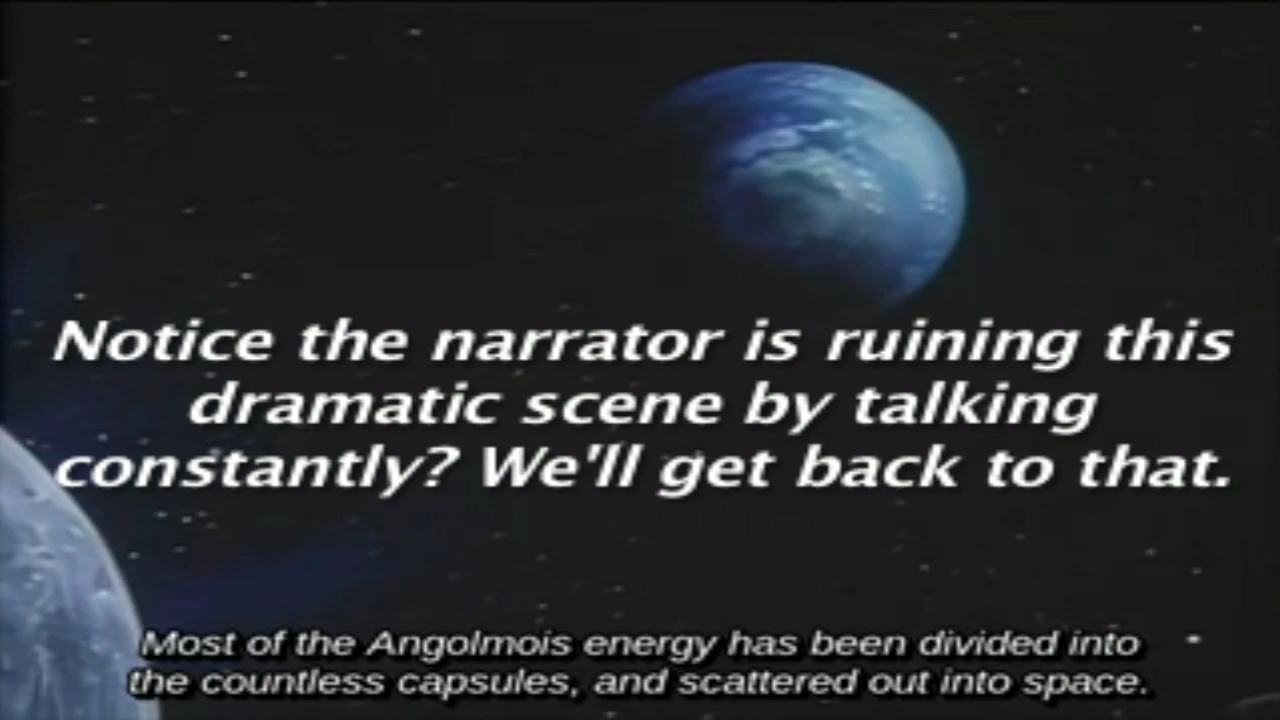 Notice the narrator is ruining this
dramatic scene by talking
constantly? We'll get back to that.
Most of the Angolmois energy has been divided into
the countless capsules, and scattered out into space.